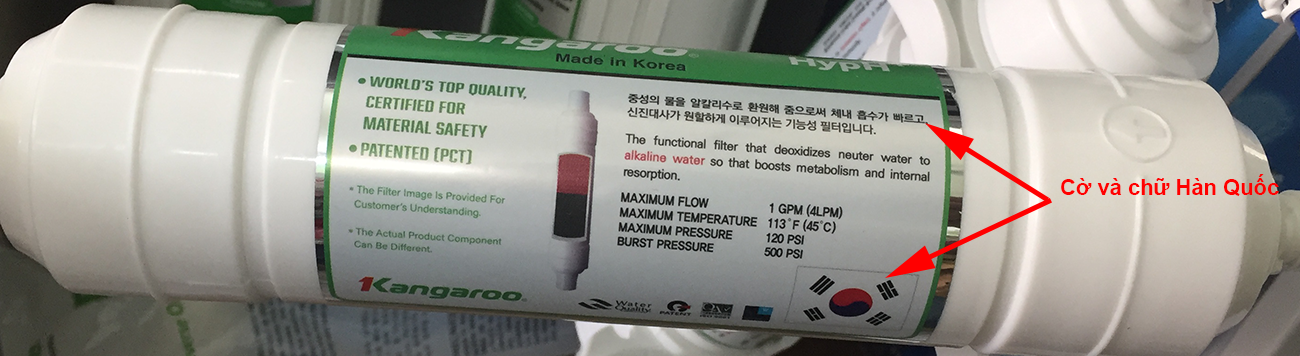 Kangaroo
Made in Korea
HypH
• WORLD'S TOP QUALITY,
CERTIFIED FOR
MATERIAL SAFETY
• PATENTED (PCT)
* The Filter Image Is Provided For
Customer's Understanding.
* The Actual Product Component
Can Be Different.
Kangaroo
중성의 물을 알칼리수로 환원해 줌으로써 체내 흡수가 빠르고,
신진대사가 원할하게 이루어지는 기능성 필터입니다.
The functional filter that deoxidizes neuter water to
alkaline water so that boosts metabolism and internal
resorption.
MAXIMUM FLOW 1 GPM (4LPM)
MAXIMUM TEMPERATURE 113°F (45°C)
MAXIMUM PRESSURE 120 PSI
BURST PRESSURE 500 PSI
Water
Quality
PATENT
Cờ và chữ Hàn Quốc